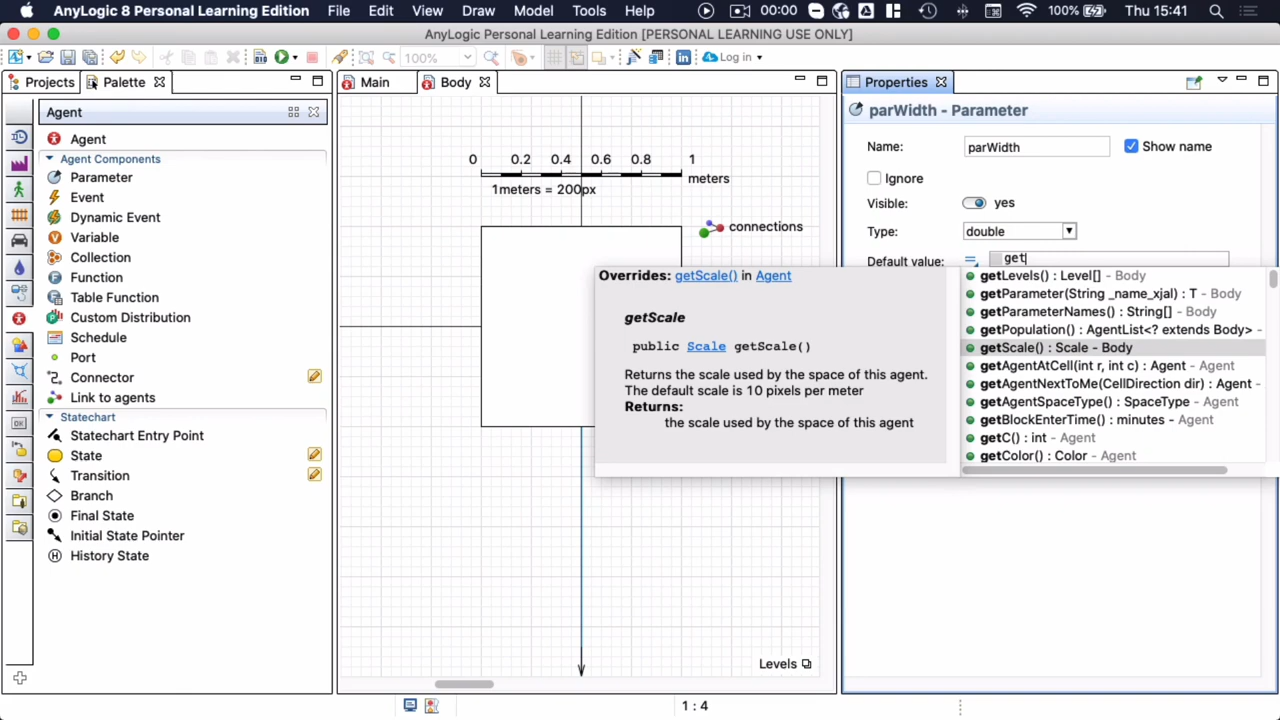 AnyLogic 8 Personal Learning Edition File Edit View Draw Model Tools Help 00:00 100% Thu 15:41
AnyLogic Personal Learning Edition [PERSONAL LEARNING USE ONLY]
100% Log in
Projects Palette
Agent
Agent
Agent Components
Parameter
Event
Dynamic Event
Variable
Collection
Function
Table Function
Custom Distribution
Schedule
Port
Connector
Link to agents
Statechart
Statechart Entry Point
State
Transition
Branch
Final State
Initial State Pointer
History State
Main Body
0 0.2 0.4 0.6 0.8 1
meters
1meters = 200px
connections
Levels
1 : 4
Overrides: getScale() in Agent
getScale
public Scale getScale()
Returns the scale used by the space of this agent.
The default scale is 10 pixels per meter
Returns:
the scale used by the space of this agent
Properties
parWidth - Parameter
Name: parWidth Show name
Ignore
Visible: yes
Type: double
Default value: get
getLevels() : Level[] - Body
getParameter(String _name_xjal) : T - Body
getParameterNames() : String[] - Body
getPopulation() : AgentList<? extends Body> -
getScale() : Scale - Body
getAgentAtCell(int r, int c) : Agent - Agent
getAgentNextToMe(CellDirection dir) : Agent -
getAgentSpaceType() : SpaceType - Agent
getBlockEnterTime() : minutes - Agent
getC() : int - Agent
getColor() : Color - Agent